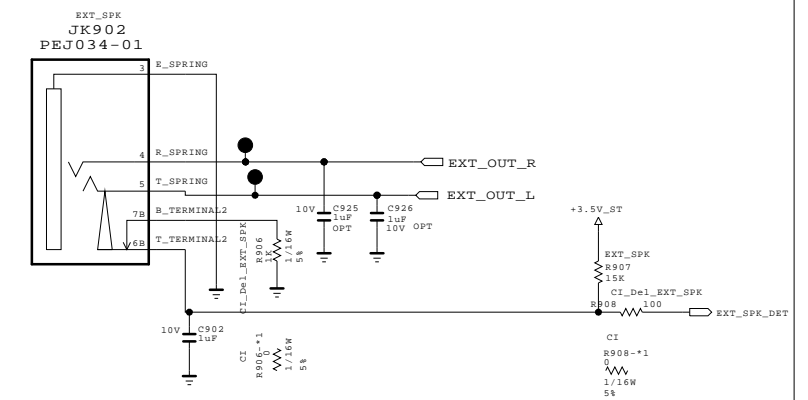 EXT_SPK
JK902
PEJ034-01
3 E_SPRING
4 R_SPRING
EXT_OUT_R
5 T_SPRING
EXT_OUT_L
7B B_TERMINAL2
6B T_TERMINAL2
10V C925
1uF
OPT
C926
1uF
10V OPT
CI_Del_EXT_SPK
R906
1K
1/16W
5%
+3.5V_ST
EXT_SPK
R907
15K
CI_Del_EXT_SPK
R908 100
EXT_SPK_DET
10V C902
1uF
CI
R906-*1
0
1/16W
5%
CI
R908-*1
0
1/16W
5%